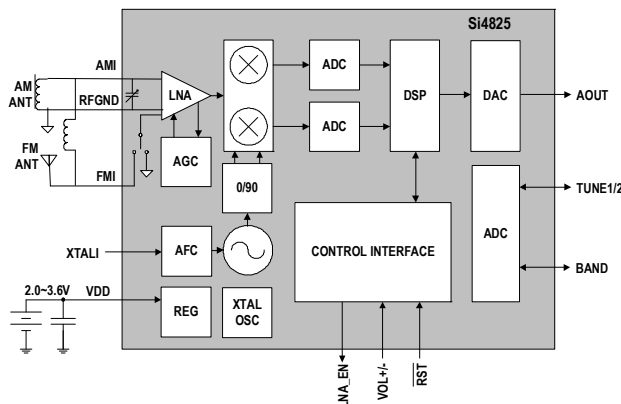 Si4825
AMI
AM
ANT
RFGND
FM
ANT
FMI
LNA
AGC
ADC
ADC
DSP
DAC
AOUT
0/90
XTALI
AFC
CONTROL INTERFACE
ADC
TUNE1/2
BAND
2.0~3.6V
VDD
REG
XTAL
OSC
LNA_EN
VOL+/-
RST